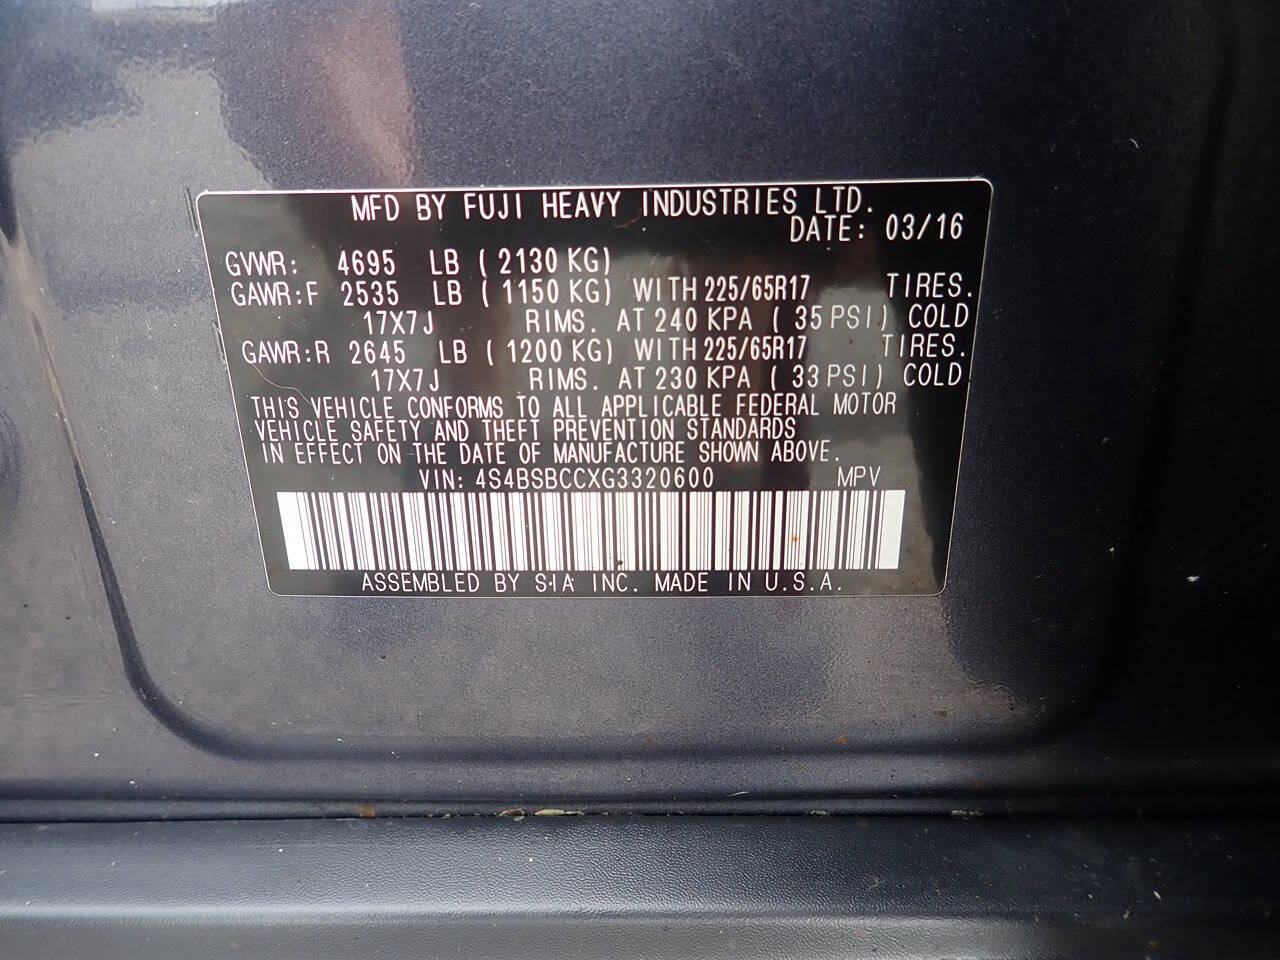 MFD BY FUJI HEAVY INDUSTRIES LTD.
DATE: 03/16
GVWR: 4695 LB (2130 KG)
GAWR:F 2535 LB (1150 KG) WITH 225/65R17 TIRES.
17X7J RIMS. AT 240 KPA (35 PSI) COLD
GAWR:R 2645 LB (1200 KG) WITH 225/65R17 TIRES.
17X7J RIMS. AT 230 KPA (33 PSI) COLD
THIS VEHICLE CONFORMS TO ALL APPLICABLE FEDERAL MOTOR
VEHICLE SAFETY AND THEFT PREVENTION STANDARDS
IN EFFECT ON THE DATE OF MANUFACTURE SHOWN ABOVE.
VIN: 4S4BSBCCXG3320600 MPV
ASSEMBLED BY S·I·A· INC. MADE IN U.S.A.